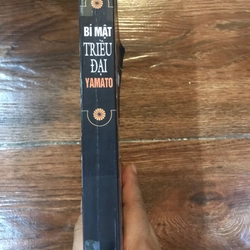 BÍ MẬT
TRIỀU
ĐẠI
YAMATO